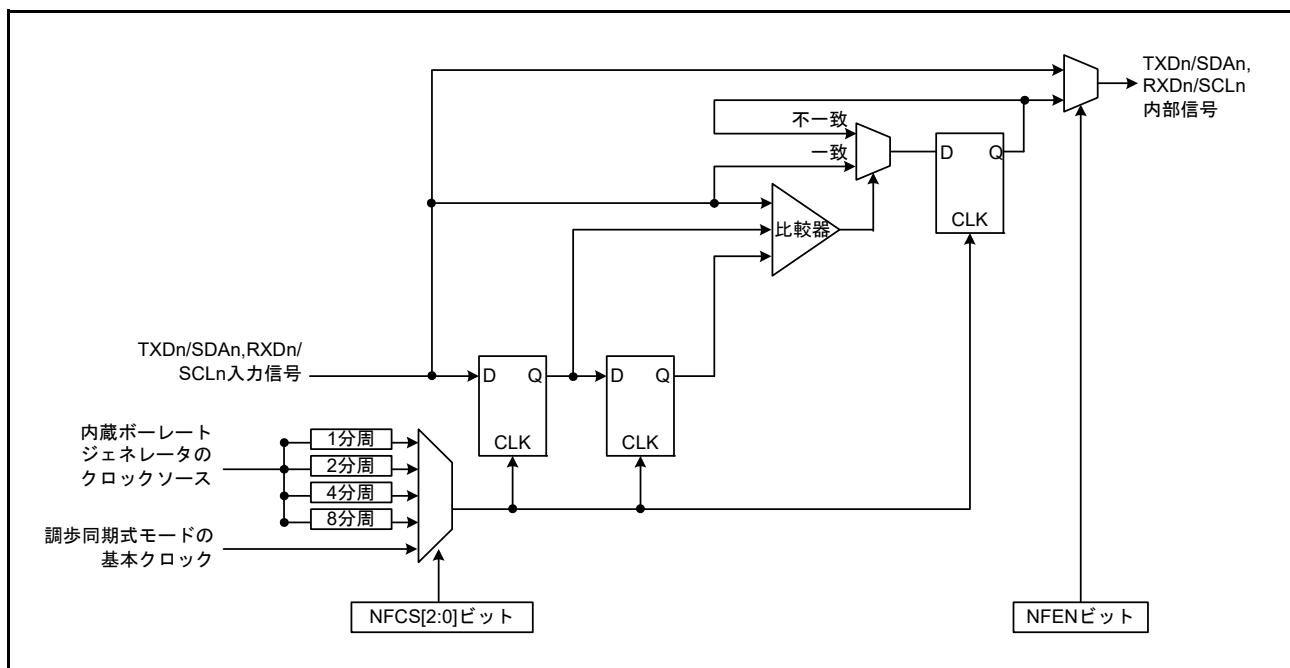 TXDn/SDAn,
RXDn/SCLn
内部信号
不一致
一致
D
Q
CLK
比較器
TXDn/SDAn,RXDn/
SCLn入力信号
D
Q
CLK
D
Q
CLK
内蔵ボーレート
ジェネレータの
クロックソース
1分周
2分周
4分周
8分周
調歩同期式モードの
基本クロック
NFCS[2:0]ビット
NFENビット